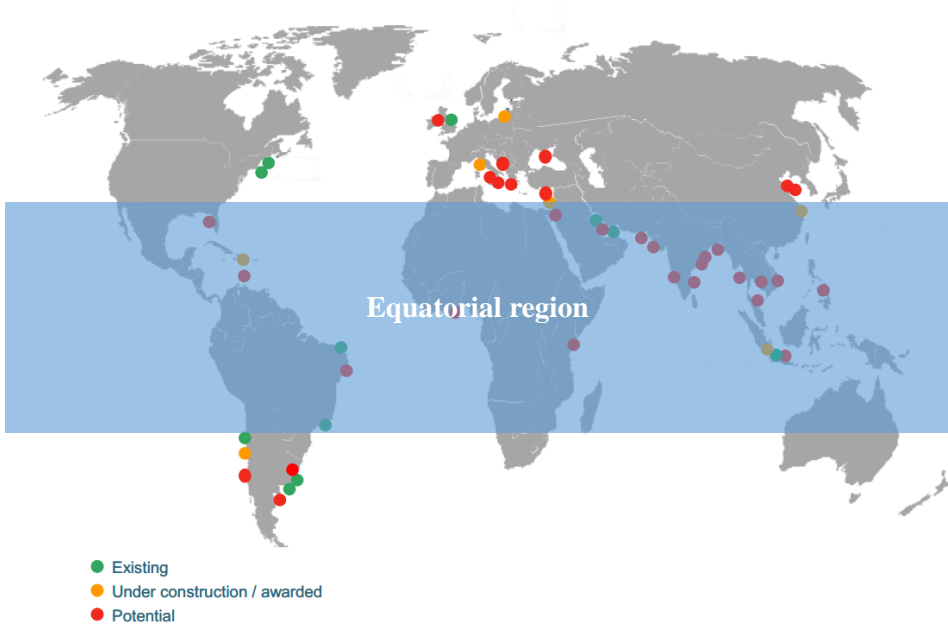 Equatorial region
Existing
Under construction / awarded
Potential